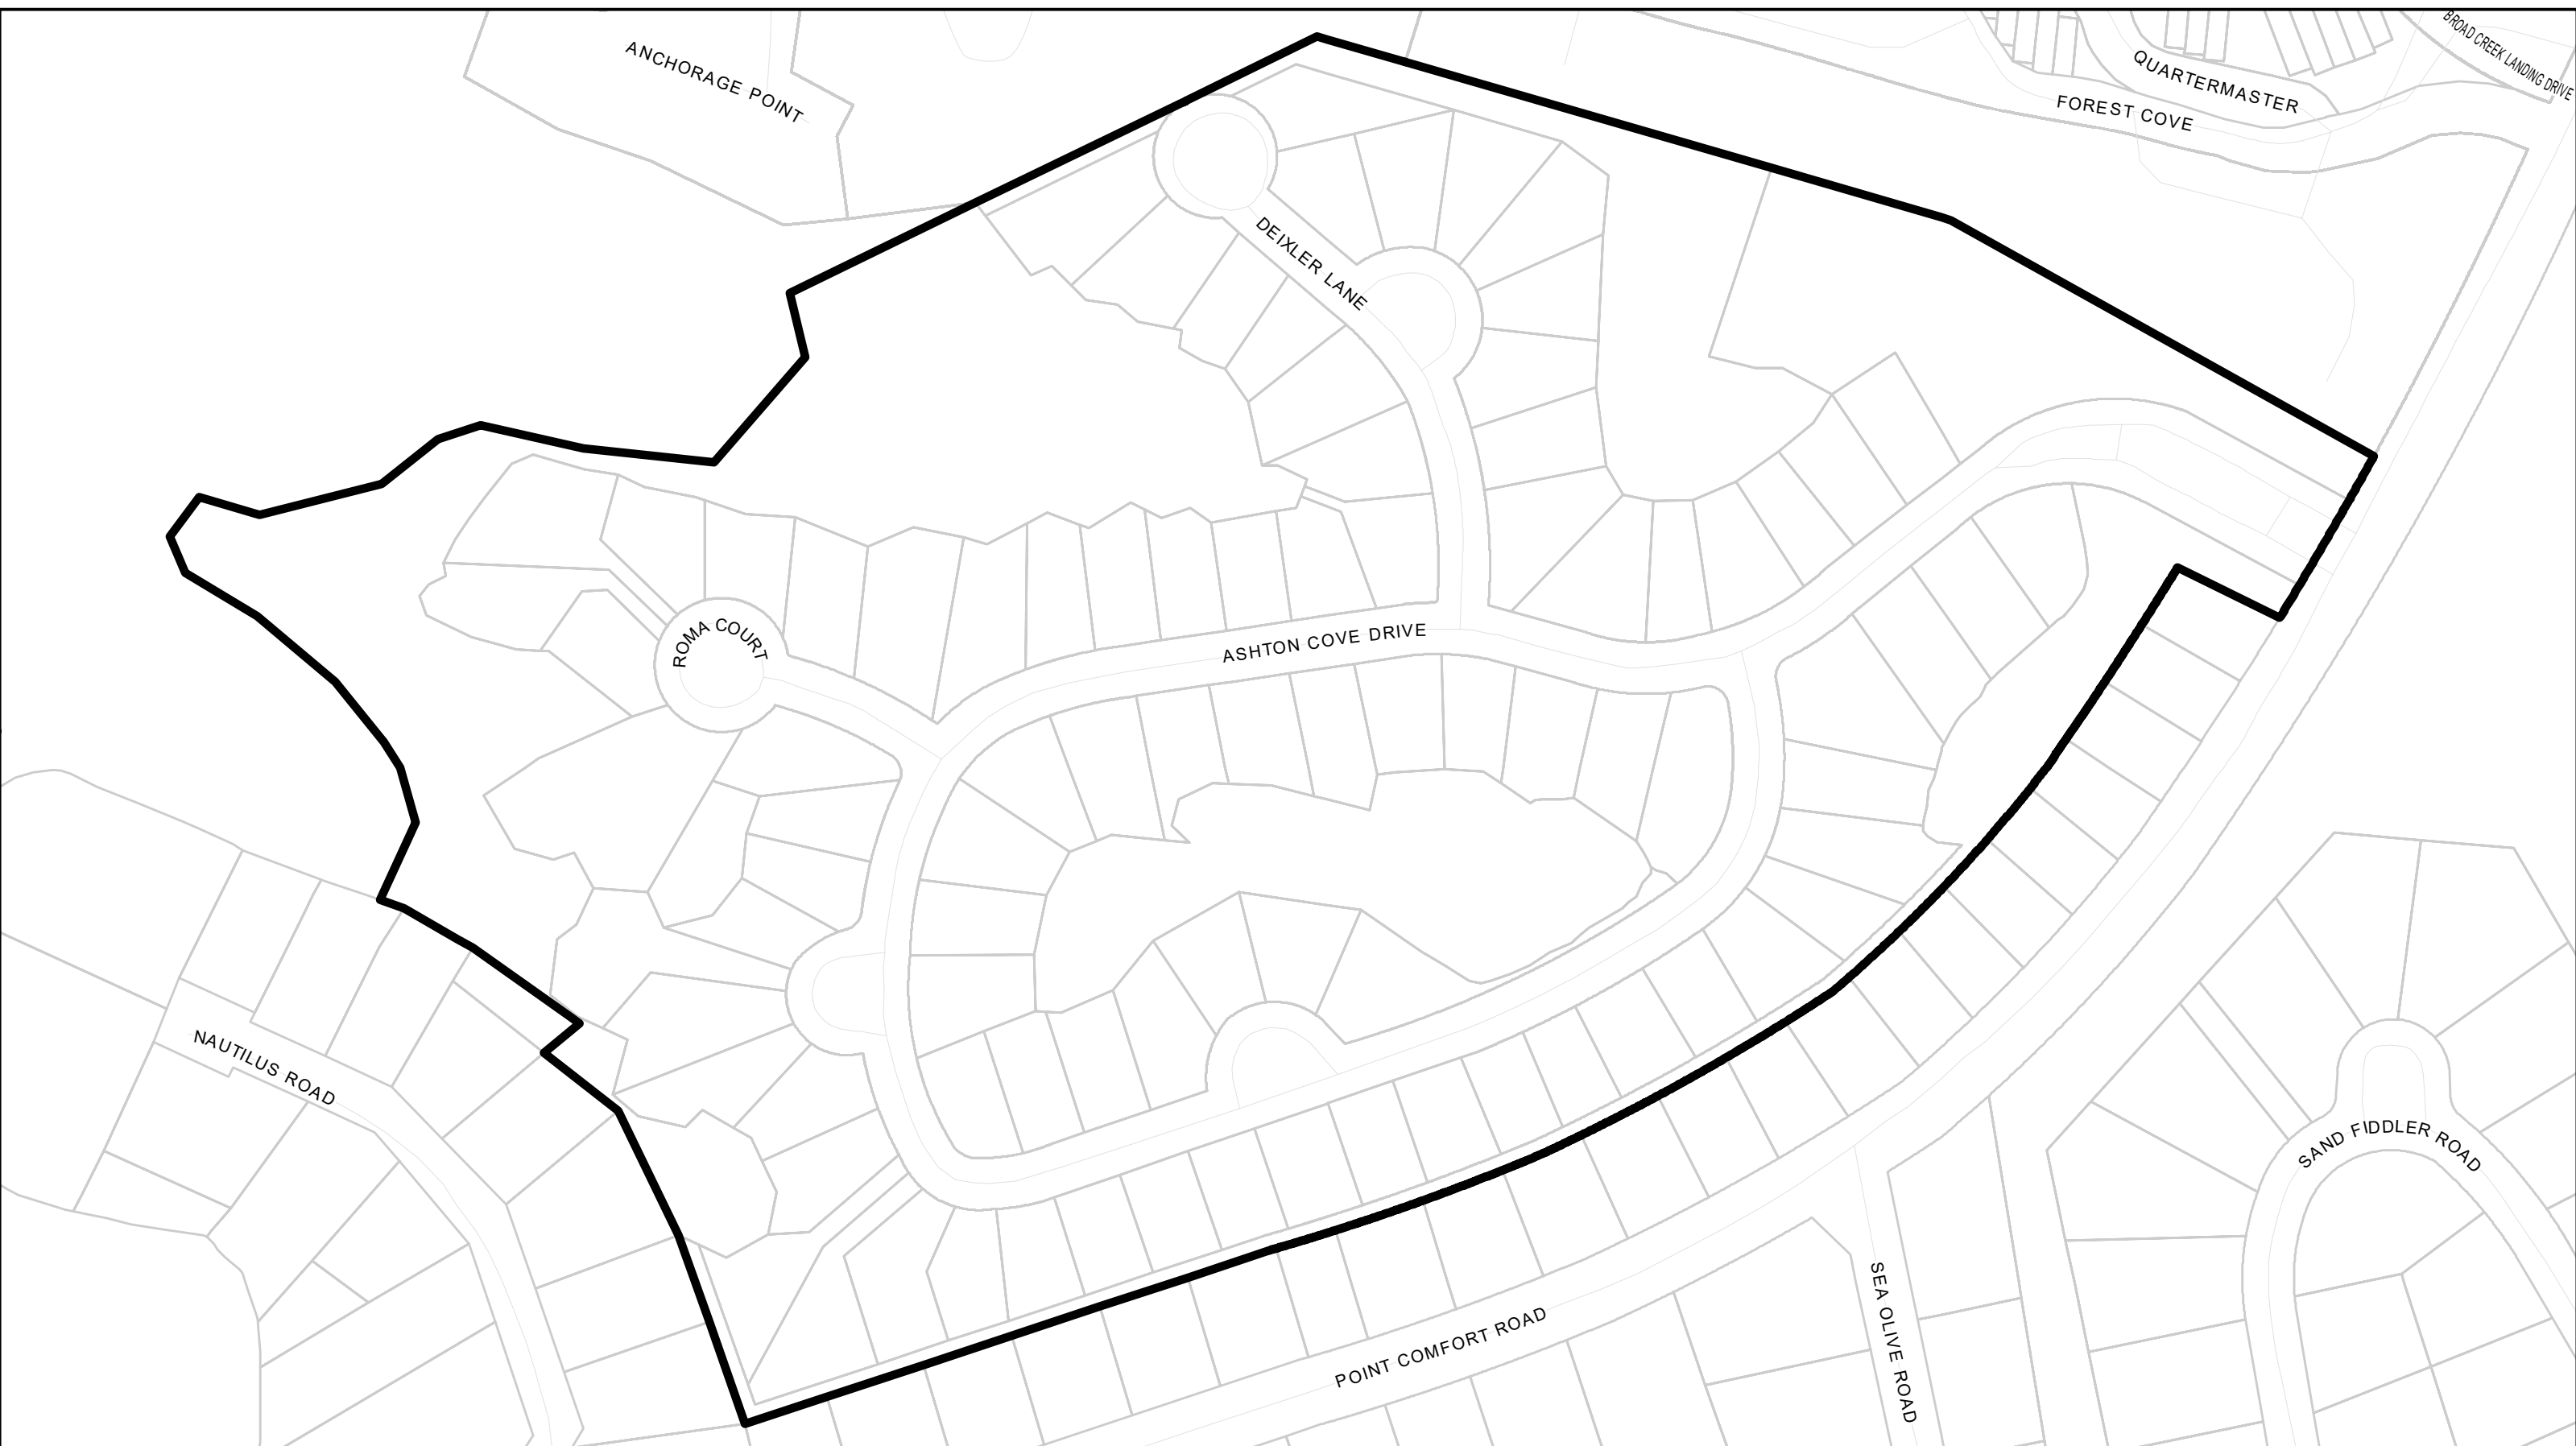 BROAD CREEK LANDING DRIVE
ANCHORAGE POINT
QUARTERMASTER
FOREST COVE
DEIXLER LANE
ROMA COURT
ASHTON COVE DRIVE
NAUTILUS ROAD
SAND FIDDLER ROAD
SEA OLIVE ROAD
POINT COMFORT ROAD